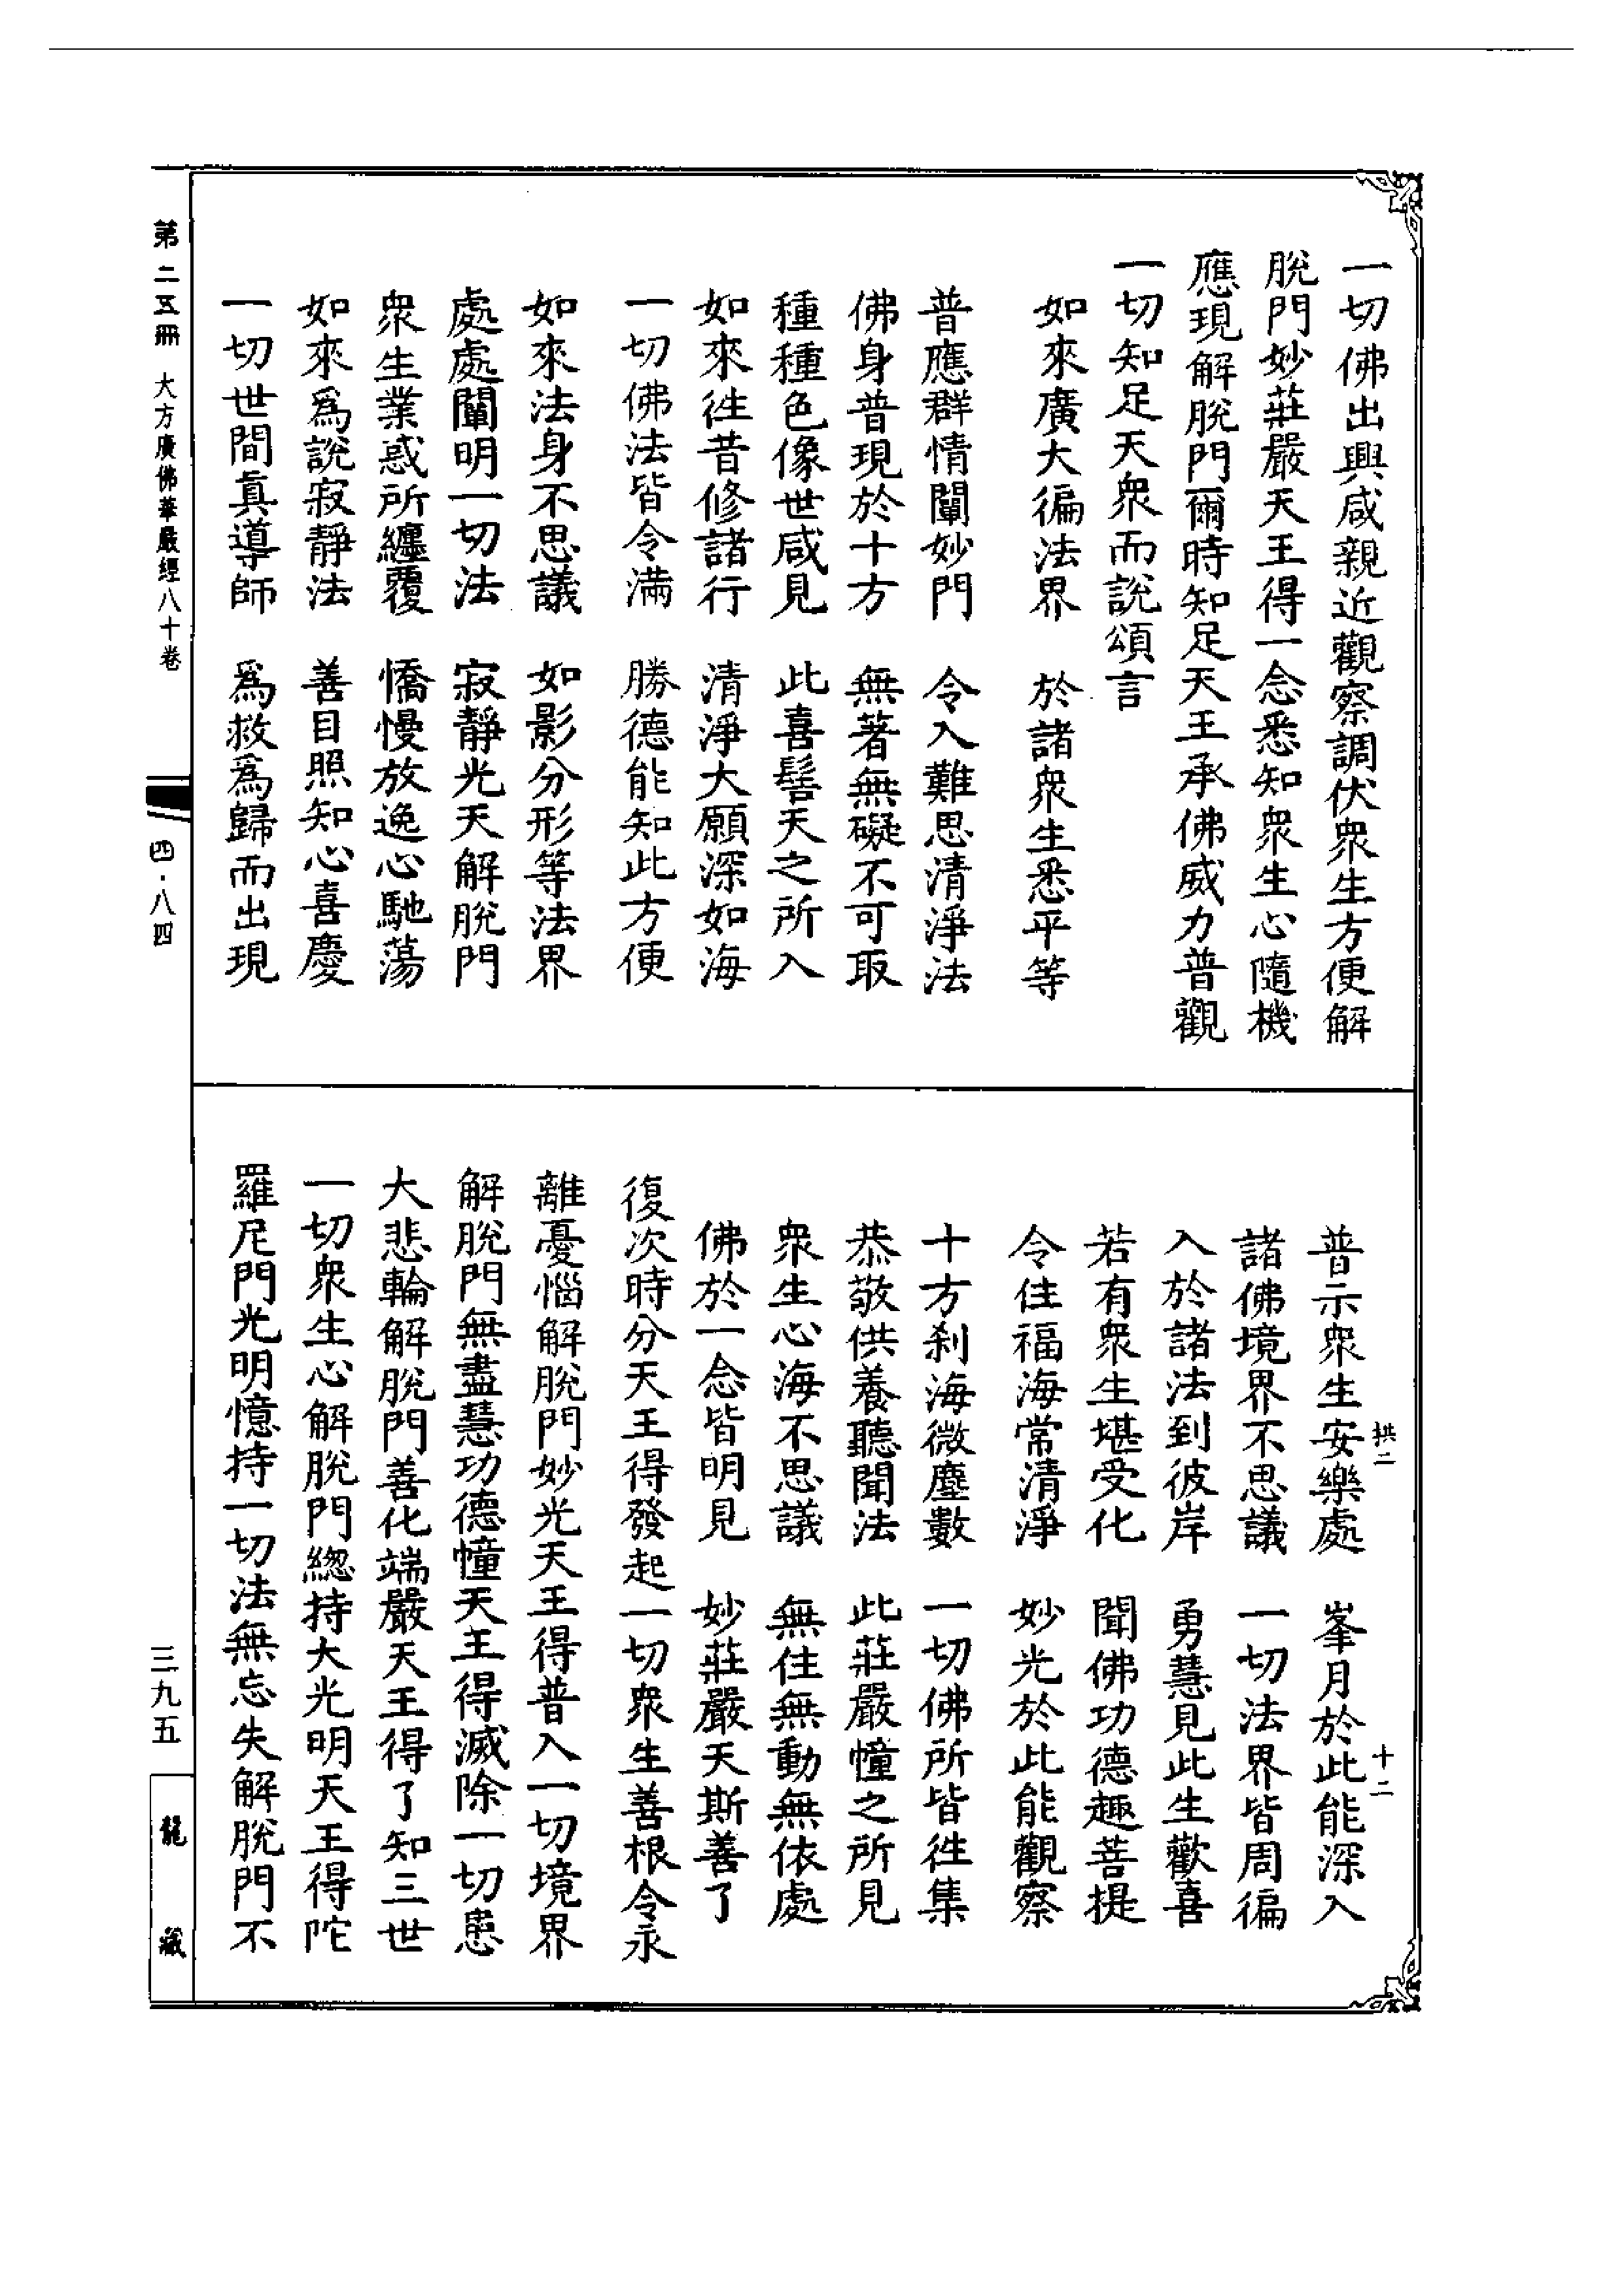 一切佛出興咸親近觀察調伏衆生方便解
脫門妙莊嚴天王得一念悉知衆生心隨機
應現解脫門爾時知足天王承佛威力普觀
一切知足天衆而說頌言
如來廣大徧法界　於諸衆生悉平等
普應群情闡妙門　令入難思清淨法
佛身普現於十方　無著無礙不可取
種種色像世咸見　此喜髻天之所入
如來徃昔修諸行　清淨大願深如海
一切佛法皆令滿　勝德能知此方便
如來法身不思議　如影分形等法界
處處闡明一切法　寂靜光天解脫門
衆生業惑所纏覆　憍慢放逸心馳蕩
如來爲說寂靜法　善目照知心喜慶
一切世間眞導師　爲救爲歸而出現
普示衆生安樂處　峯月於此能深入
諸佛境界不思議　一切法界皆周徧
入於諸法到彼岸　勇慧見此生歡喜
若有衆生堪受化　聞佛功德趣菩提
令住福海常清淨　妙光於此能觀察
十方刹海微塵數　一切佛所皆徃集
恭敬供養聽聞法　此莊嚴幢之所見
衆生心海不思議　無住無動無依處
佛於一念皆明見　妙莊嚴天斯善了
復次時分天王得發起一切衆生善根令永
離憂惱解脫門妙光天王得普入一切境界
解脫門無盡慧功德幢天王得滅除一切患
大悲輪解脫門善化端嚴天王得了知三世
一切衆生心解脫門緫持大光明天王得陀
羅尼門光明憶持一切法無忘失解脫門不
拱二
十二
第二五冊　大方廣佛華嚴經八十卷
四·八四
三九五
龍藏